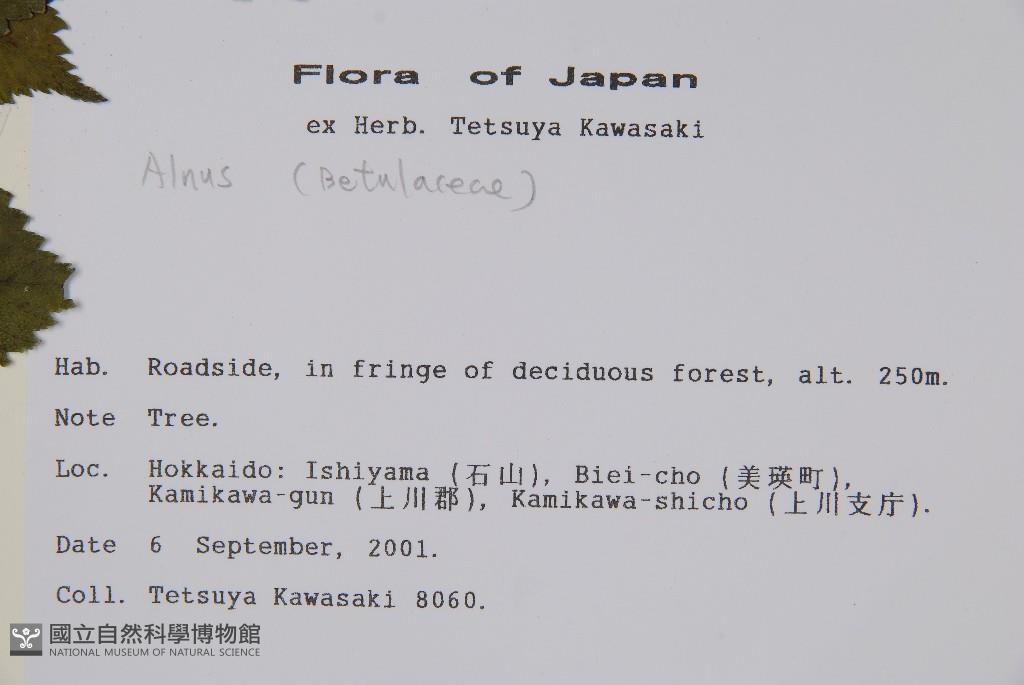 Flora of Japan
ex Herb. Tetsuya Kawasaki
Alnus (Betulaceae)
Hab. Roadside, in fringe of deciduous forest, alt. 250m.
Note Tree.
Loc. Hokkaido: Ishiyama (石山), Biei-cho (美瑛町),
Kamikawa-gun (上川郡), Kamikawa-shicho (上川支庁).
Date 6 September, 2001.
Coll. Tetsuya Kawasaki 8060.
國立自然科學博物館
NATIONAL MUSEUM OF NATURAL SCIENCE